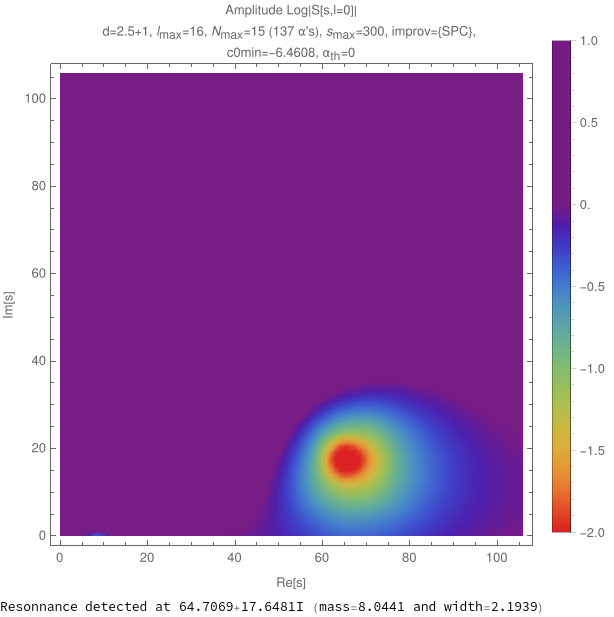 Amplitude Log|S[s,l=0]|
d=2.5+1, lmax=16, Nmax=15 (137 α's), smax=300, improv={SPC},
c0min=−6.4608, αth=0
100
80
60
40
20
0
Im[s]
0 20 40 60 80 100
Re[s]
1.0
0.5
0.
−0.5
−1.0
−1.5
−2.0
Resonnance detected at 64.7069+17.6481I (mass=8.0441 and width=2.1939)